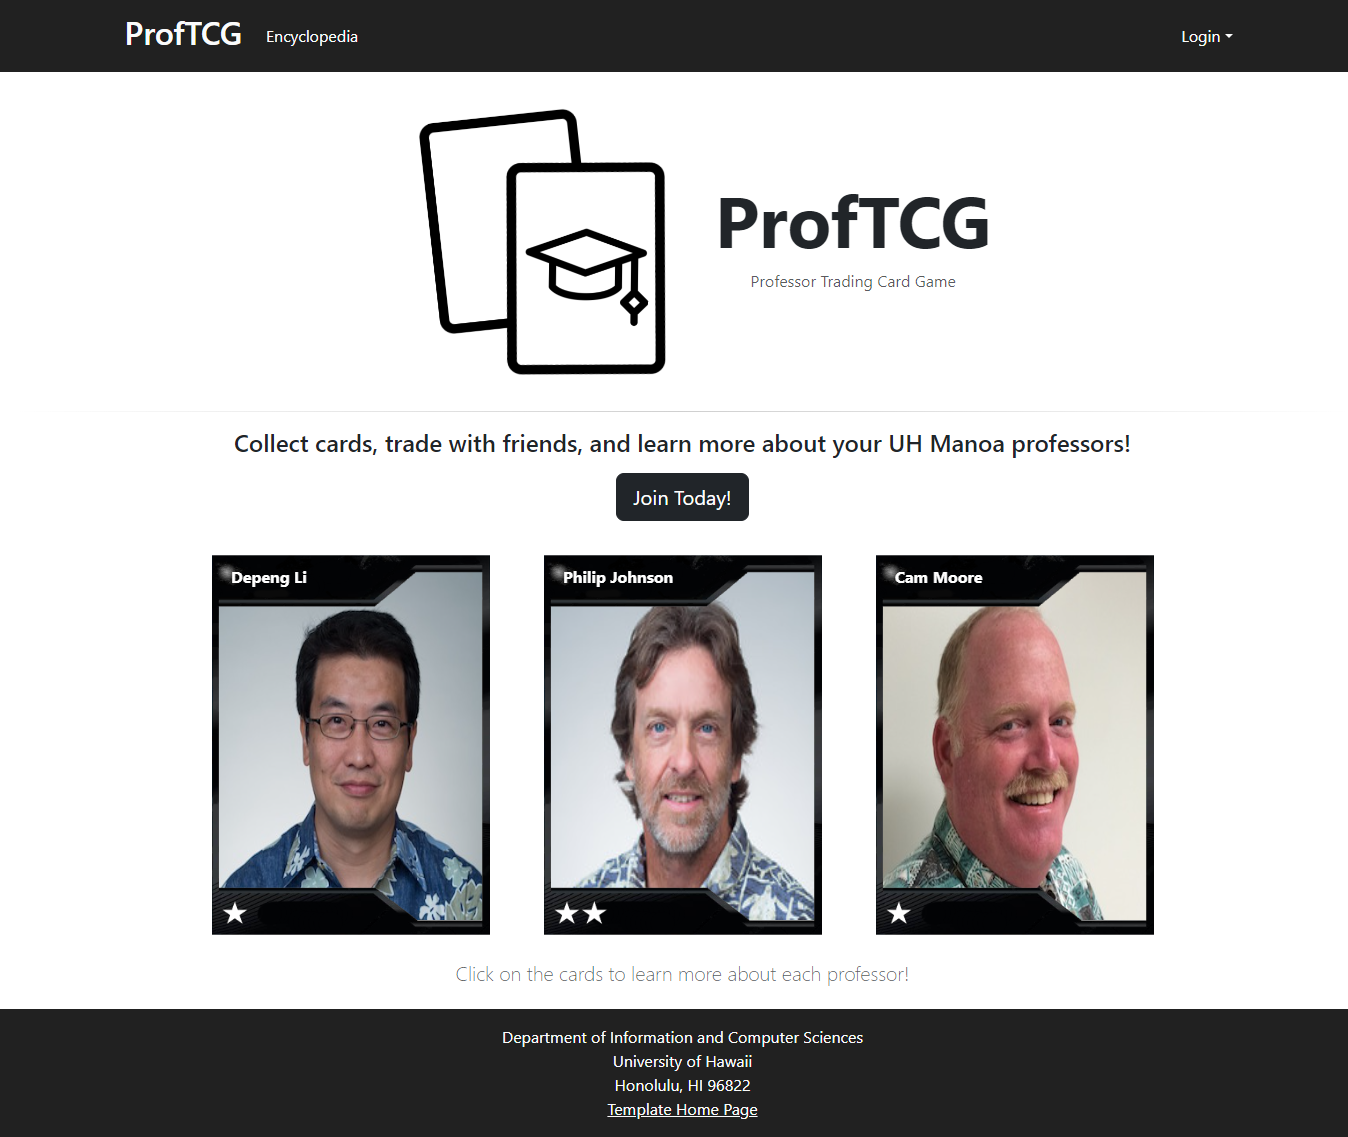 ProfTCG
Encyclopedia
Login
ProfTCG
Professor Trading Card Game
Collect cards, trade with friends, and learn more about your UH Manoa professors!
Join Today!
Depeng Li
Philip Johnson
Cam Moore
Click on the cards to learn more about each professor!
Department of Information and Computer Sciences
University of Hawaii
Honolulu, HI 96822
Template Home Page